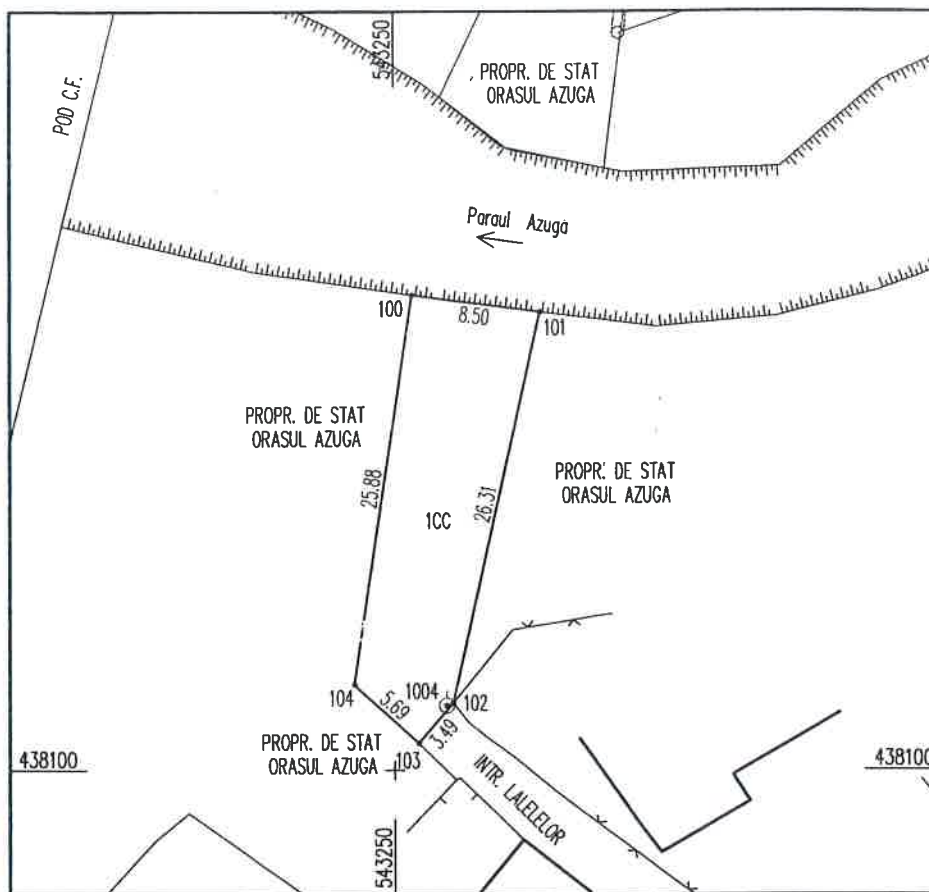 543250
, PROPR. DE STAT
ORASUL AZUGA
POD C.F.
Paraul Azuga
100
8.50
101
PROPR. DE STAT
ORASUL AZUGA
PROPR. DE STAT
ORASUL AZUGA
25.88
26.31
1CC
104
5.69
1004
102
3.49
PROPR. DE STAT
ORASUL AZUGA
103
438100
438100
INTR. LALELELOR
543250